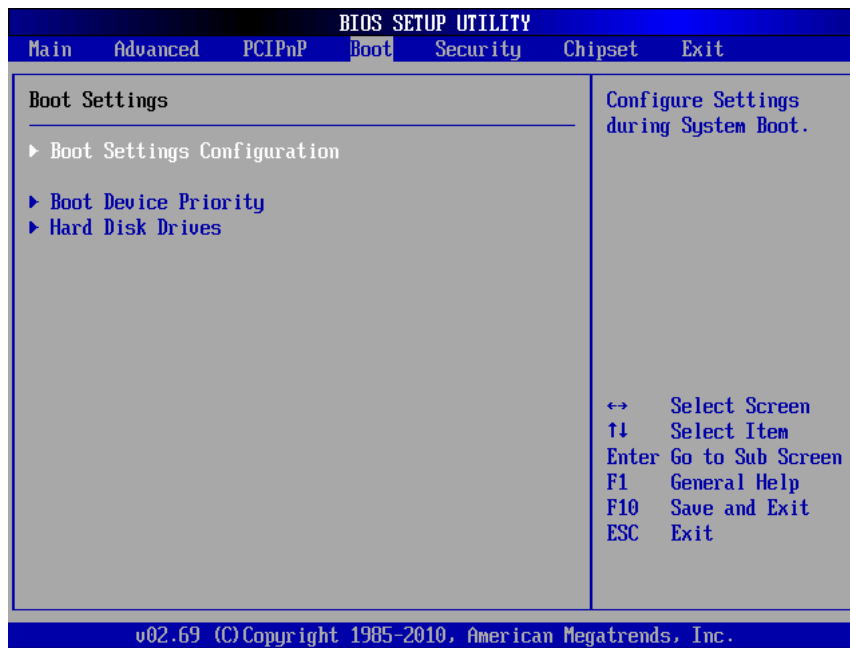 BIOS SETUP UTILITY
Main Advanced PCIPnP Boot Security Chipset Exit
Boot Settings
▶ Boot Settings Configuration
▶ Boot Device Priority
▶ Hard Disk Drives
Configure Settings
during System Boot.
↔ Select Screen
↑↓ Select Item
Enter Go to Sub Screen
F1 General Help
F10 Save and Exit
ESC Exit
v02.69 (C)Copyright 1985-2010, American Megatrends, Inc.